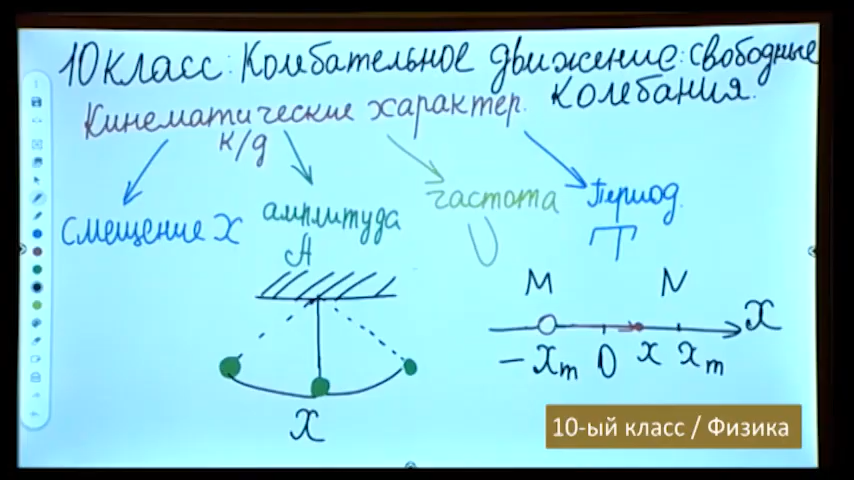 10 класс: Колебательное движение: свободные
колебания.
Кинематические характер.
к/д
смещение X
амплитуда
A
частота
υ
Период.
T
M N
X
-Xm 0 X Xm
X
10-ый класс / Физика